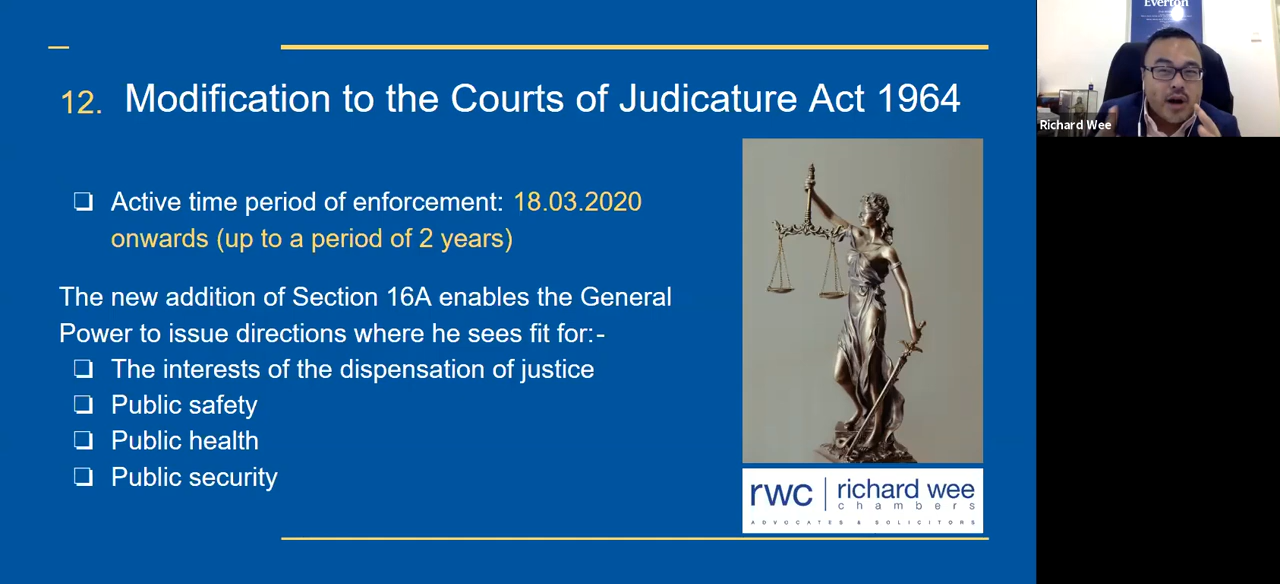 12. Modification to the Courts of Judicature Act 1964
❏ Active time period of enforcement: 18.03.2020
onwards (up to a period of 2 years)
The new addition of Section 16A enables the General
Power to issue directions where he sees fit for:-
❏ The interests of the dispensation of justice
❏ Public safety
❏ Public health
❏ Public security
rwc | richard wee
chambers
ADVOCATES & SOLICITORS
Everton
Richard Wee